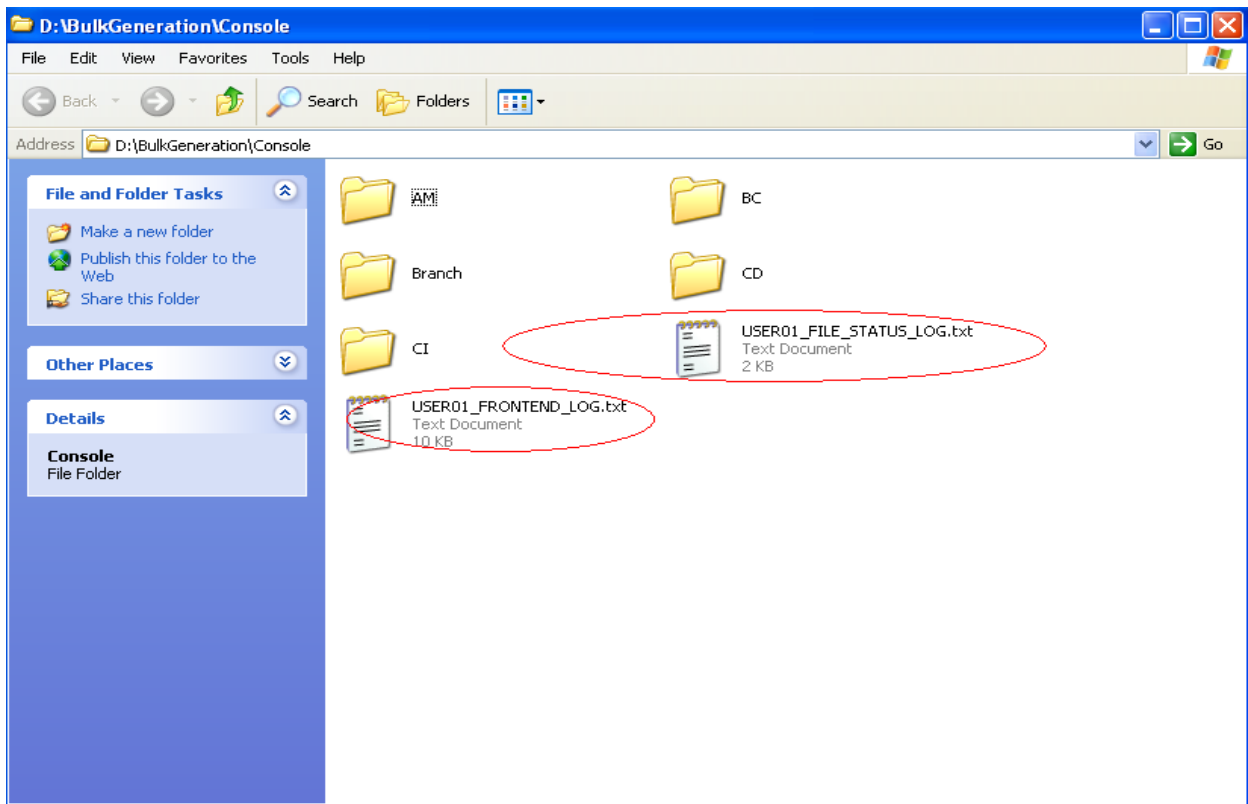 D:\BulkGeneration\Console
File Edit View Favorites Tools Help
Back Search Folders
Address D:\BulkGeneration\Console Go
File and Folder Tasks
Make a new folder
Publish this folder to the
Web
Share this folder
Other Places
Details
Console
File Folder
AM BC
Branch CD
CI
USER01_FILE_STATUS_LOG.txt
Text Document
2 KB
USER01_FRONTEND_LOG.txt
Text Document
10 KB